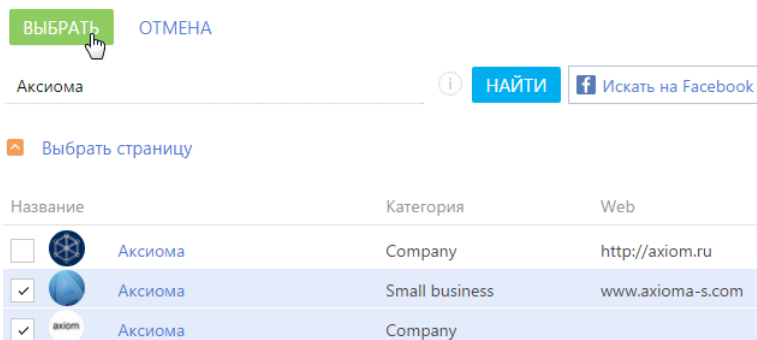 ВЫБРАТЬ ОТМЕНА
Аксиома i НАЙТИ f Искать на Facebook
Выбрать страницу
Название Категория Web
Аксиома Company http://axiom.ru
Аксиома Small business www.axioma-s.com
axiom Аксиома Company